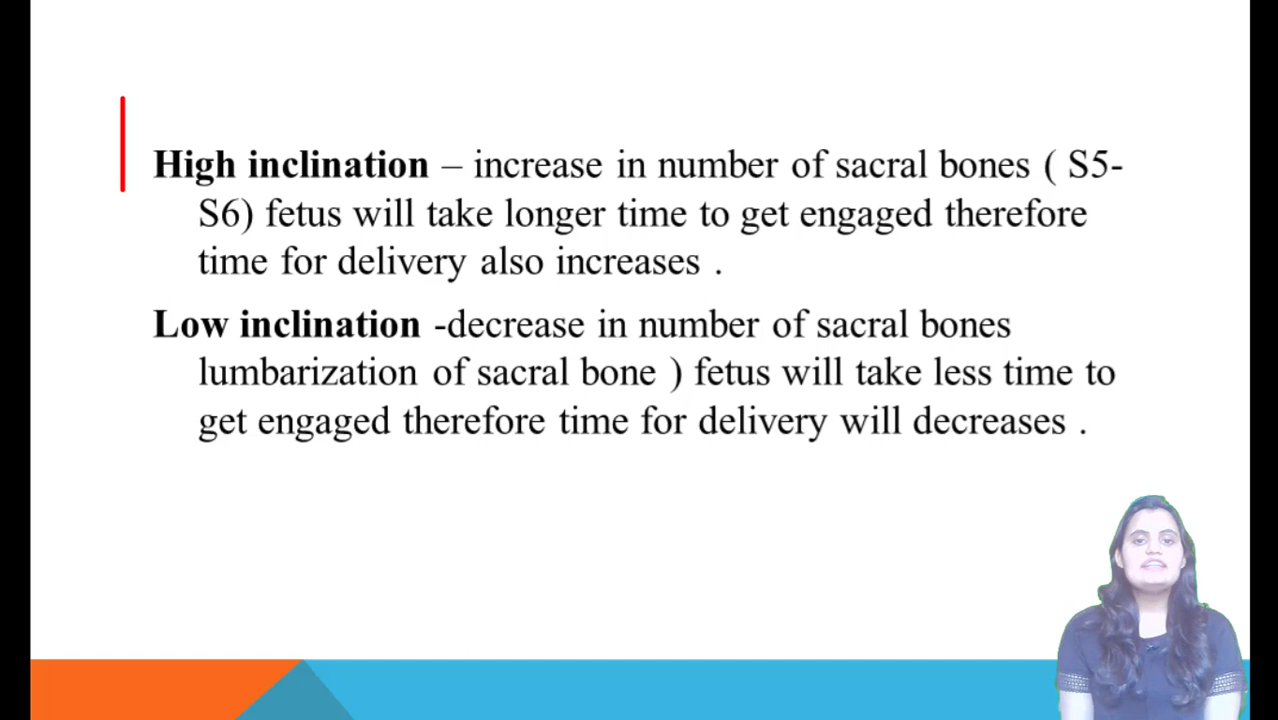 High inclination – increase in number of sacral bones ( S5-
S6) fetus will take longer time to get engaged therefore
time for delivery also increases .
Low inclination -decrease in number of sacral bones
lumbarization of sacral bone ) fetus will take less time to
get engaged therefore time for delivery will decreases .